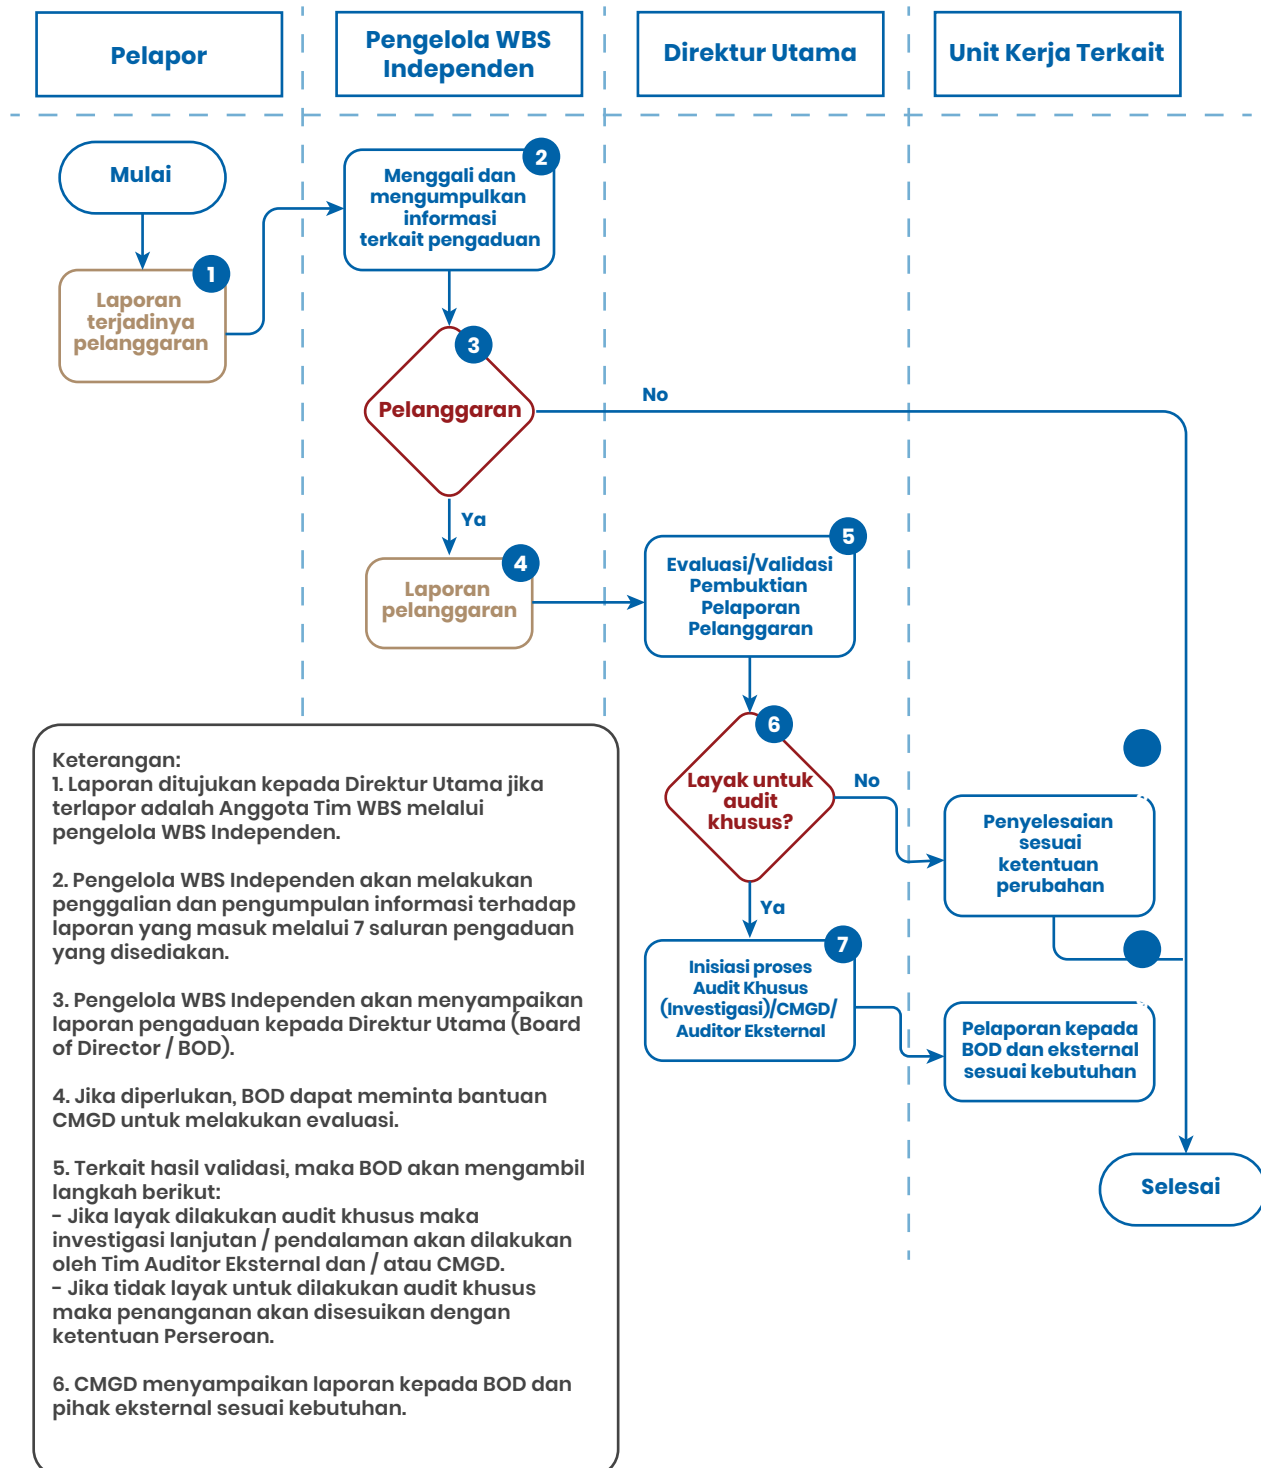 Pelapor
Pengelola WBS
Independen
Direktur Utama
Unit Kerja Terkait
Mulai
1
Laporan
terjadinya
pelanggaran
2
Menggali dan
mengumpulkan
informasi
terkait pengaduan
3
Pelanggaran
No
Ya
4
Laporan
pelanggaran
5
Evaluasi/Validasi
Pembuktian
Pelaporan
Pelanggaran
6
Layak untuk
audit
khusus?
No
Ya
Penyelesaian
sesuai
ketentuan
perubahan
7
Inisiasi proses
Audit Khusus
(Investigasi)/CMGD/
Auditor Eksternal
Pelaporan kepada
BOD dan eksternal
sesuai kebutuhan
Selesai
Keterangan:
1. Laporan ditujukan kepada Direktur Utama jika
terlapor adalah Anggota Tim WBS melalui
pengelola WBS Independen.
2. Pengelola WBS Independen akan melakukan
penggalian dan pengumpulan informasi terhadap
laporan yang masuk melalui 7 saluran pengaduan
yang disediakan.
3. Pengelola WBS Independen akan menyampaikan
laporan pengaduan kepada Direktur Utama (Board
of Director / BOD).
4. Jika diperlukan, BOD dapat meminta bantuan
CMGD untuk melakukan evaluasi.
5. Terkait hasil validasi, maka BOD akan mengambil
langkah berikut:
- Jika layak dilakukan audit khusus maka
investigasi lanjutan / pendalaman akan dilakukan
oleh Tim Auditor Eksternal dan / atau CMGD.
- Jika tidak layak untuk dilakukan audit khusus
maka penanganan akan disesuikan dengan
ketentuan Perseroan.
6. CMGD menyampaikan laporan kepada BOD dan
pihak eksternal sesuai kebutuhan.